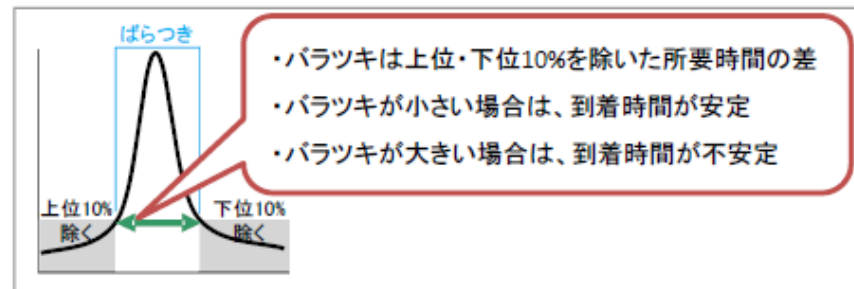 ばらつき
・バラツキは上位・下位10%を除いた所要時間の差
・バラツキが小さい場合は、到着時間が安定
・バラツキが大きい場合は、到着時間が不安定
上位10%
除く
下位10%
除く